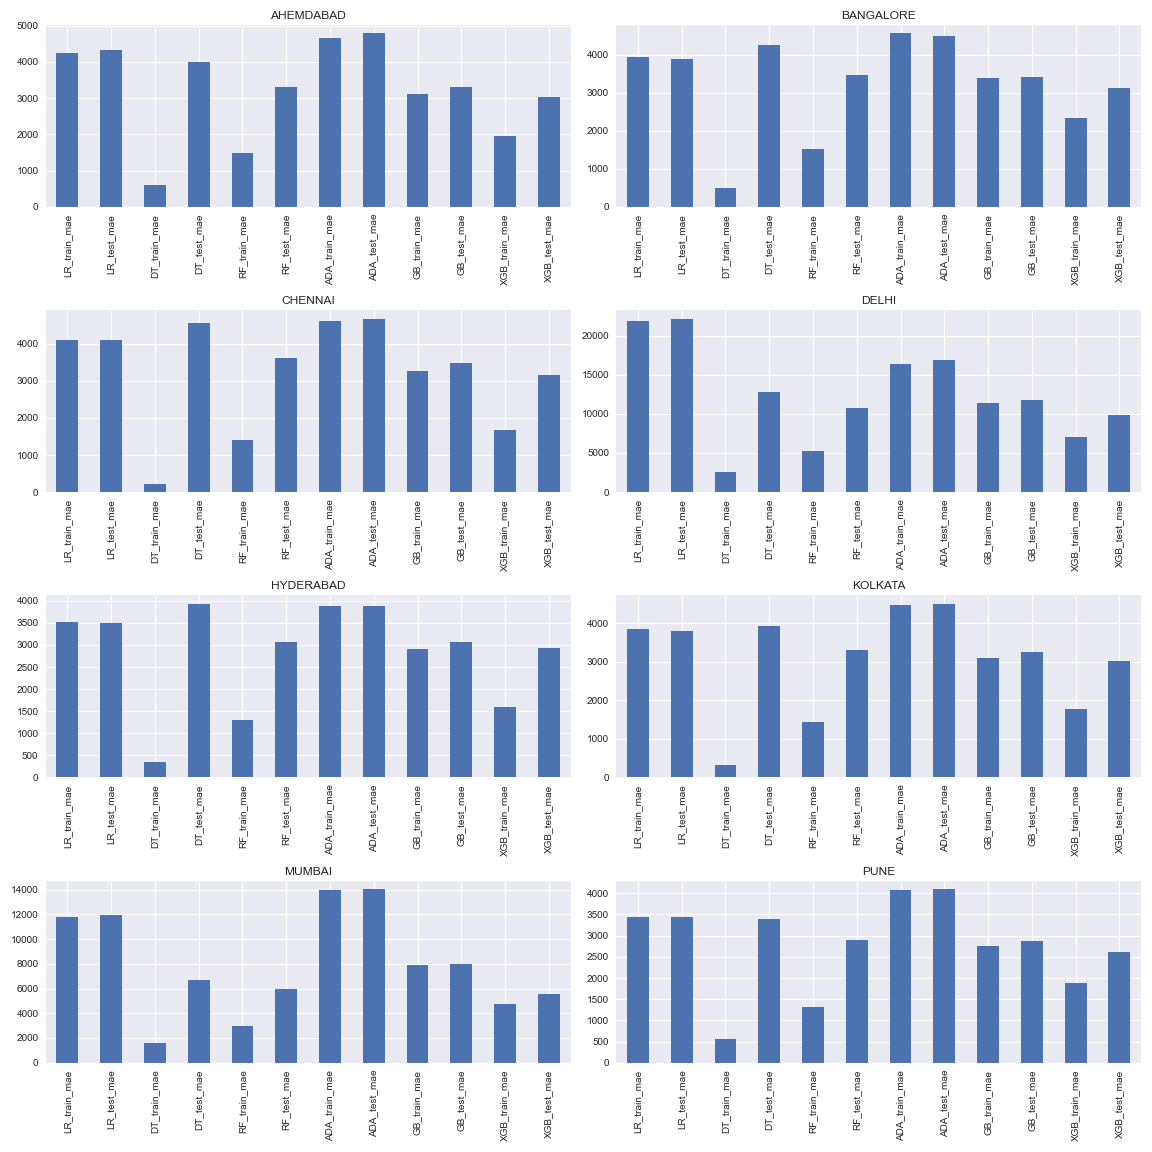 AHEMDABAD
5000
4000
3000
2000
1000
0
LR_train_mae
LR_test_mae
DT_train_mae
DT_test_mae
RF_train_mae
RF_test_mae
ADA_train_mae
ADA_test_mae
GB_train_mae
GB_test_mae
XGB_train_mae
XGB_test_mae
BANGALORE
4000
3000
2000
1000
0
LR_train_mae
LR_test_mae
DT_train_mae
DT_test_mae
RF_train_mae
RF_test_mae
ADA_train_mae
ADA_test_mae
GB_train_mae
GB_test_mae
XGB_train_mae
XGB_test_mae
CHENNAI
4000
3000
2000
1000
0
LR_train_mae
LR_test_mae
DT_train_mae
DT_test_mae
RF_train_mae
RF_test_mae
ADA_train_mae
ADA_test_mae
GB_train_mae
GB_test_mae
XGB_train_mae
XGB_test_mae
DELHI
20000
15000
10000
5000
0
LR_train_mae
LR_test_mae
DT_train_mae
DT_test_mae
RF_train_mae
RF_test_mae
ADA_train_mae
ADA_test_mae
GB_train_mae
GB_test_mae
XGB_train_mae
XGB_test_mae
HYDERABAD
4000
3500
3000
2500
2000
1500
1000
500
0
LR_train_mae
LR_test_mae
DT_train_mae
DT_test_mae
RF_train_mae
RF_test_mae
ADA_train_mae
ADA_test_mae
GB_train_mae
GB_test_mae
XGB_train_mae
XGB_test_mae
KOLKATA
4000
3000
2000
1000
0
LR_train_mae
LR_test_mae
DT_train_mae
DT_test_mae
RF_train_mae
RF_test_mae
ADA_train_mae
ADA_test_mae
GB_train_mae
GB_test_mae
XGB_train_mae
XGB_test_mae
MUMBAI
14000
12000
10000
8000
6000
4000
2000
0
LR_train_mae
LR_test_mae
DT_train_mae
DT_test_mae
RF_train_mae
RF_test_mae
ADA_train_mae
ADA_test_mae
GB_train_mae
GB_test_mae
XGB_train_mae
XGB_test_mae
PUNE
4000
3500
3000
2500
2000
1500
1000
500
0
LR_train_mae
LR_test_mae
DT_train_mae
DT_test_mae
RF_train_mae
RF_test_mae
ADA_train_mae
ADA_test_mae
GB_train_mae
GB_test_mae
XGB_train_mae
XGB_test_mae